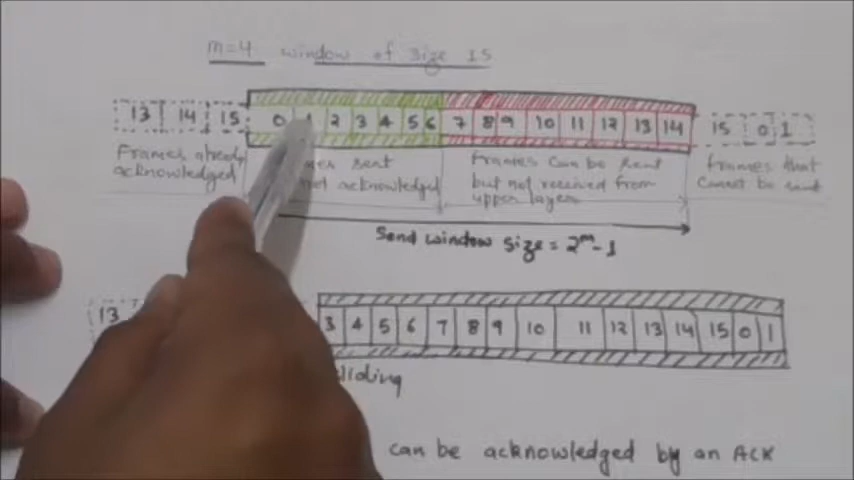 m=4 window of size 15
13 14 15 0 1 2 3 4 5 6 7 8 9 10 11 12 13 14 15 0 1
Frames already acknowledged
sent
not acknowledged
Frames can be sent
but not received from
upper layer
frames that
cannot be sent
Send window size = 2^m-1
13 3 4 5 6 7 8 9 10 11 12 13 14 15 0 1
can be acknowledged by an ACK